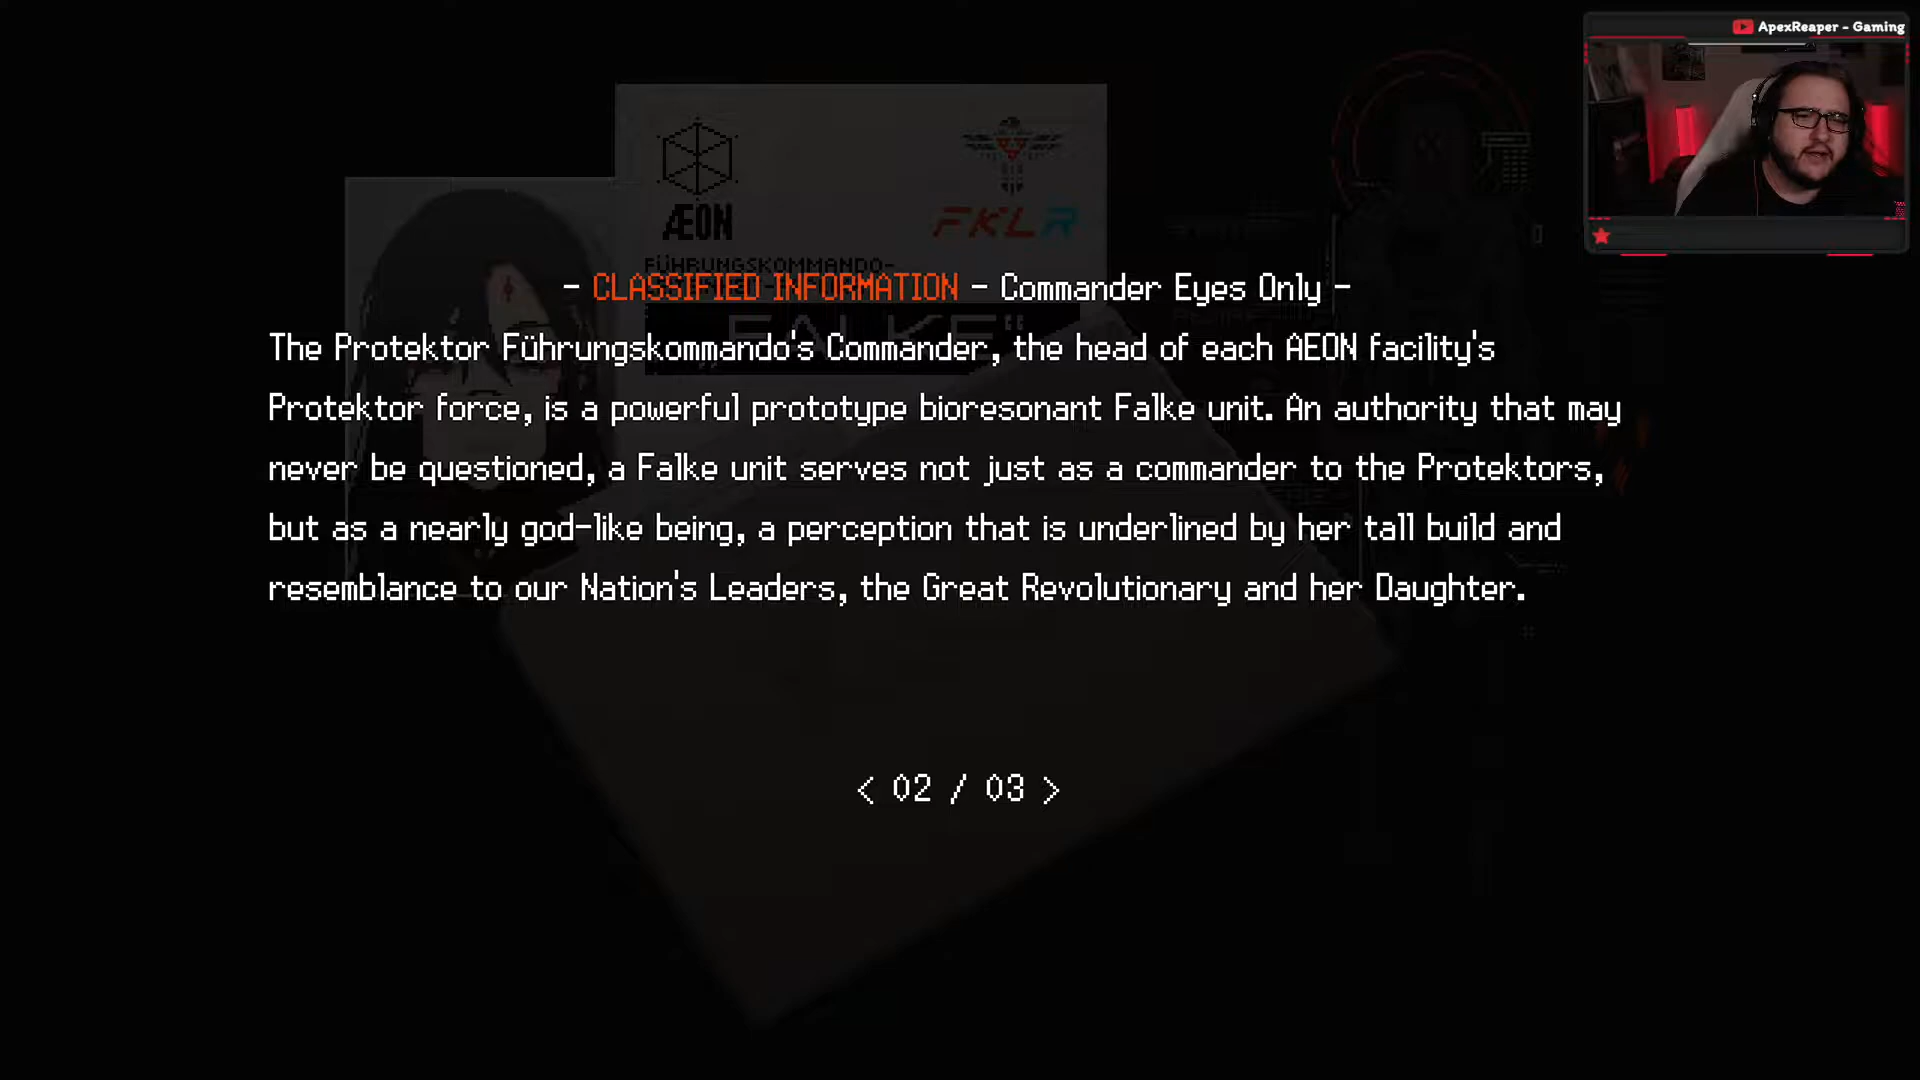 ApexReaper - Gaming
ÆON
FKLR
FÜHRUNGSKOMMANDO-
- CLASSIFIED INFORMATION - Commander Eyes Only -
„FALKE“
The Protektor Führungskommando's Commander, the head of each AEON facility's
Protektor force, is a powerful prototype bioresonant Falke unit. An authority that may
never be questioned, a Falke unit serves not just as a commander to the Protektors,
but as a nearly god-like being, a perception that is underlined by her tall build and
resemblance to our Nation's Leaders, the Great Revolutionary and her Daughter.
< 02 / 03 >